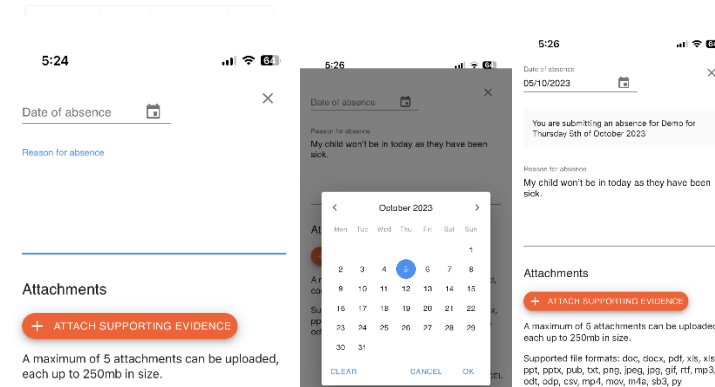 5:24
64
Date of absence
Reason for absence
Attachments
+ ATTACH SUPPORTING EVIDENCE
A maximum of 5 attachments can be uploaded,
each up to 250mb in size.
5:26
64
Date of absence
Reason for absence
My child won't be in today as they have been
sick.
October 2023
Mon Tue Wed Thu Fri Sat Sun
1
2 3 4 5 6 7 8
9 10 11 12 13 14 15
16 17 18 19 20 21 22
23 24 25 26 27 28 29
30 31
CLEAR CANCEL OK
5:26
Date of absence
05/10/2023
You are submitting an absence for Demo for
Thursday 5th of October 2023
Reason for absence
My child won't be in today as they have been
sick.
Attachments
+ ATTACH SUPPORTING EVIDENCE
A maximum of 5 attachments can be uploaded
each up to 250mb in size.
Supported file formats: doc, docx, pdf, xls, xls
ppt, pptx, pub, txt, png, jpeg, jpg, gif, rtf, mp3,
odt, odp, csv, mp4, mov, m4a, sb3, py